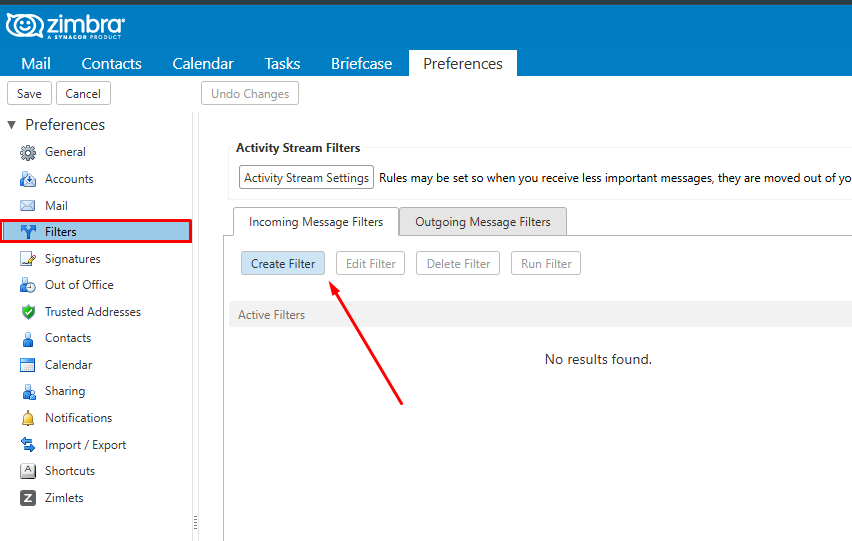 zimbra
A SYNACOR PRODUCT
Mail Contacts Calendar Tasks Briefcase Preferences
Save Cancel Undo Changes
Preferences
General
Accounts
Mail
Filters
Signatures
Out of Office
Trusted Addresses
Contacts
Calendar
Sharing
Notifications
Import / Export
Shortcuts
Zimlets
Activity Stream Filters
Activity Stream Settings Rules may be set so when you receive less important messages, they are moved out of yo
Incoming Message Filters Outgoing Message Filters
Create Filter Edit Filter Delete Filter Run Filter
Active Filters
No results found.